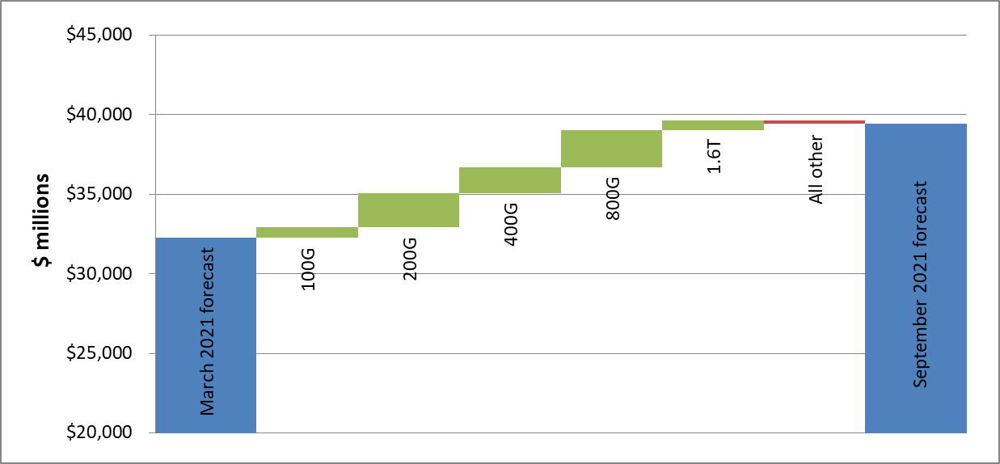 $45,000
$40,000
$35,000
$30,000
$25,000
$20,000
$ millions
March 2021 forecast
100G
200G
400G
800G
1.6T
All other
September 2021 forecast